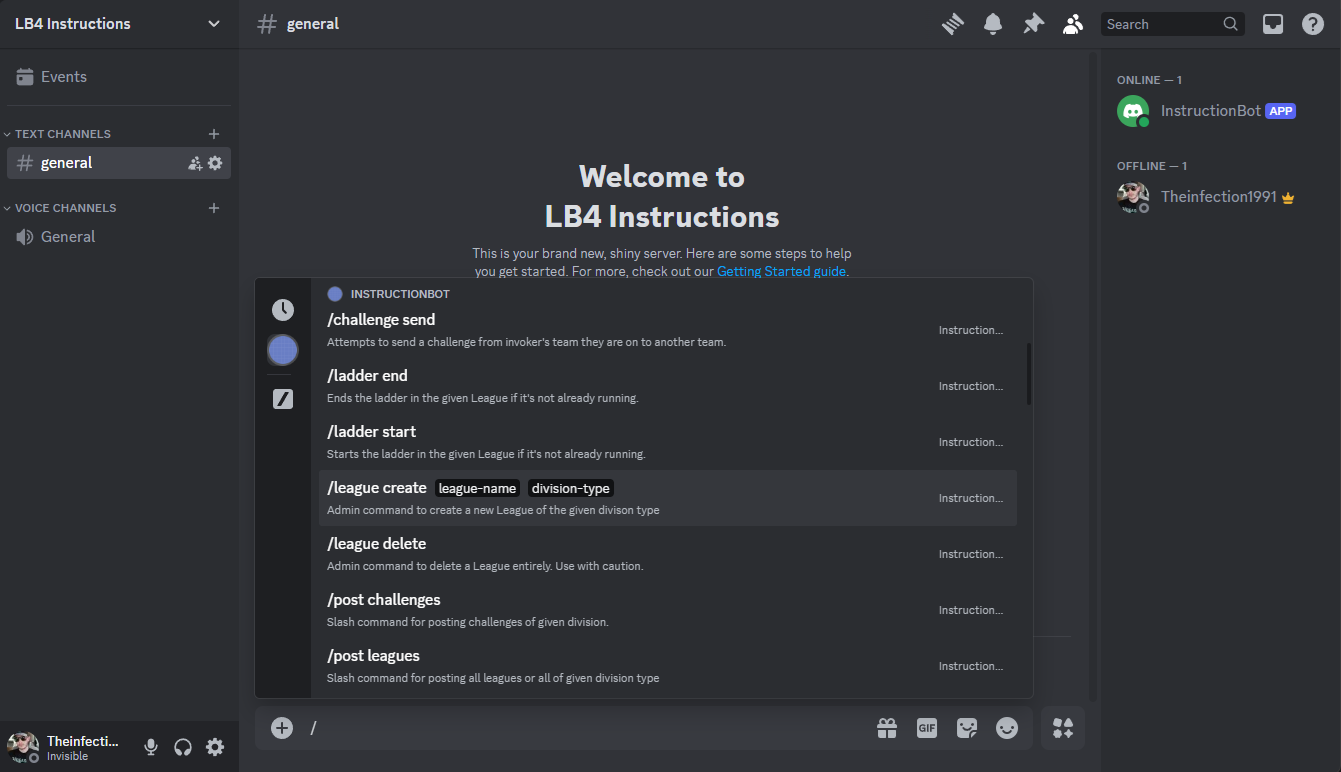 LB4 Instructions
general
Search
Events
TEXT CHANNELS
general
VOICE CHANNELS
General
Welcome to
LB4 Instructions
This is your brand new, shiny server. Here are some steps to help
you get started. For more, check out our Getting Started guide.
INSTRUCTIONBOT
/challenge send
Instruction...
Attempts to send a challenge from invoker's team they are on to another team.
/ladder end
Instruction...
Ends the ladder in the given League if it's not already running.
/ladder start
Instruction...
Starts the ladder in the given League if it's not already running.
/league create league-name division-type
Instruction...
Admin command to create a new League of the given divison type
/league delete
Instruction...
Admin command to delete a League entirely. Use with caution.
/post challenges
Instruction...
Slash command for posting challenges of given division.
/post leagues
Instruction...
Slash command for posting all leagues or all of given division type
/
GIF
ONLINE — 1
InstructionBot APP
OFFLINE — 1
Theinfection1991
Theinfecti...
Invisible